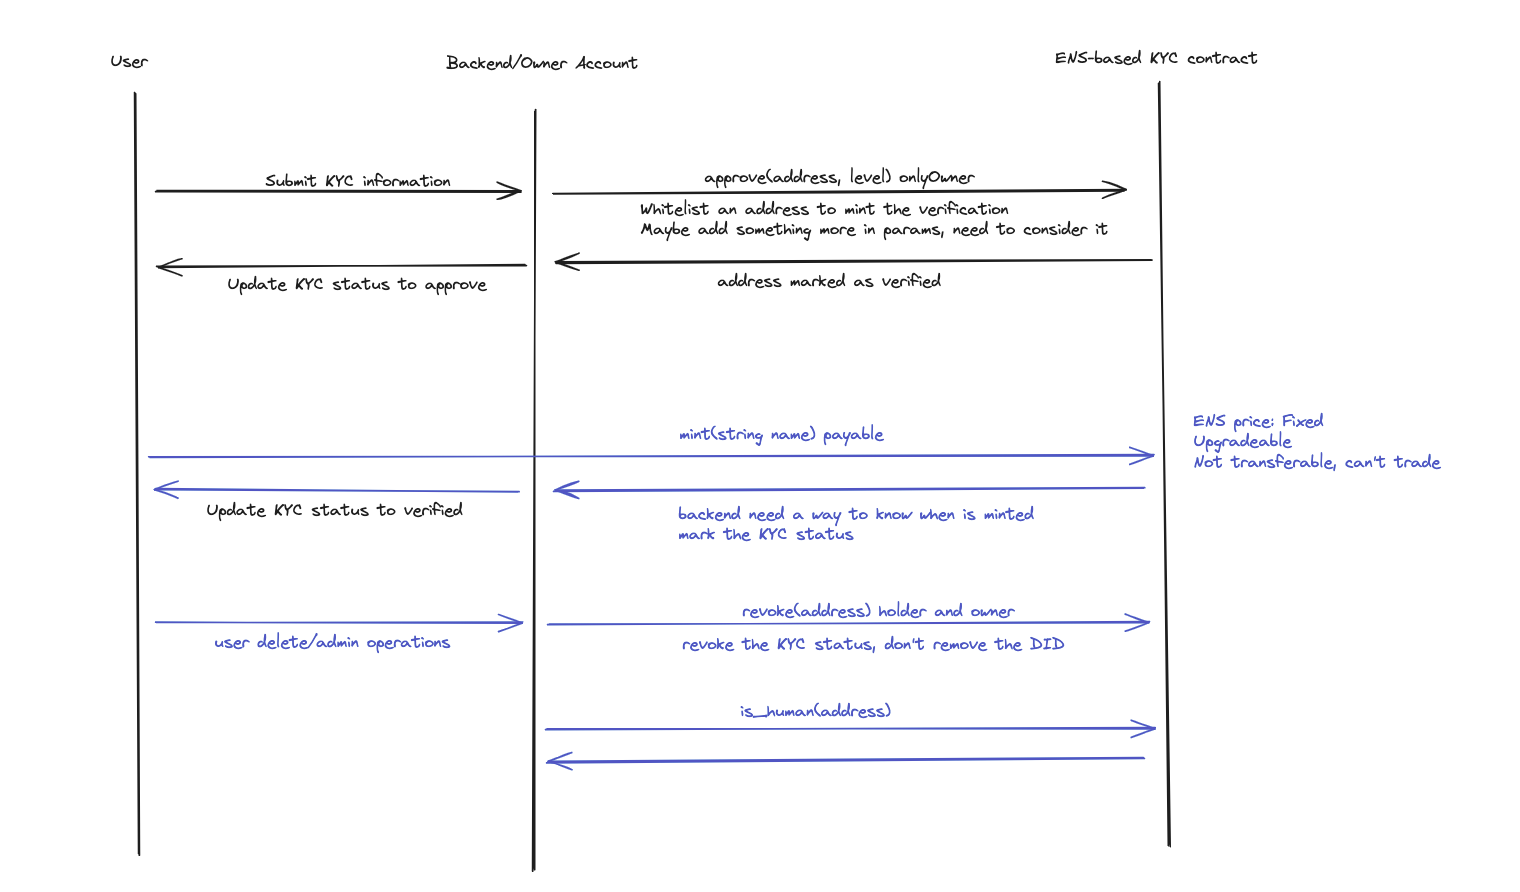 User
Backend/Owner Account
ENS-based KYC contract
Submit KYC information
approve(address, level) onlyOwner
Whitelist an address to mint the verification
Maybe add something more in params, need to consider it
Update KYC status to approve
address marked as verified
mint(string name) payable
ENS price: Fixed
Upgradeable
Not transferable, can't trade
Update KYC status to verified
backend need a way to know when is minted
mark the KYC status
revoke(address) holder and owner
user delete/admin operations
revoke the KYC status, don't remove the DID
is_human(address)